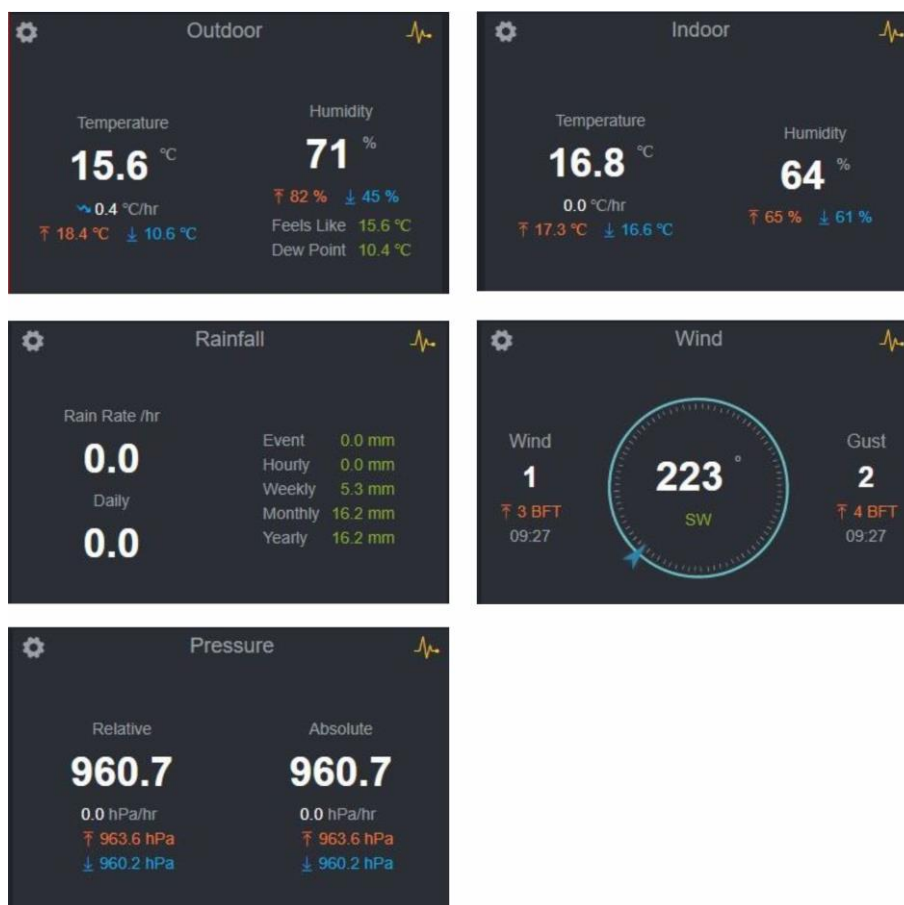 Outdoor
Temperature
15.6 °C
0.4 °C/hr
18.4 °C 10.6 °C
Humidity
71 %
82 % 45 %
Feels Like 15.6 °C
Dew Point 10.4 °C
Indoor
Temperature
16.8 °C
0.0 °C/hr
17.3 °C 16.6 °C
Humidity
64 %
65 % 61 %
Rainfall
Rain Rate /hr
0.0
Daily
0.0
Event 0.0 mm
Hourly 0.0 mm
Weekly 5.3 mm
Monthly 16.2 mm
Yearly 16.2 mm
Wind
Wind
1
3 BFT
09:27
223 °
SW
Gust
2
4 BFT
09:27
Pressure
Relative
960.7
0.0 hPa/hr
963.6 hPa
960.2 hPa
Absolute
960.7
0.0 hPa/hr
963.6 hPa
960.2 hPa